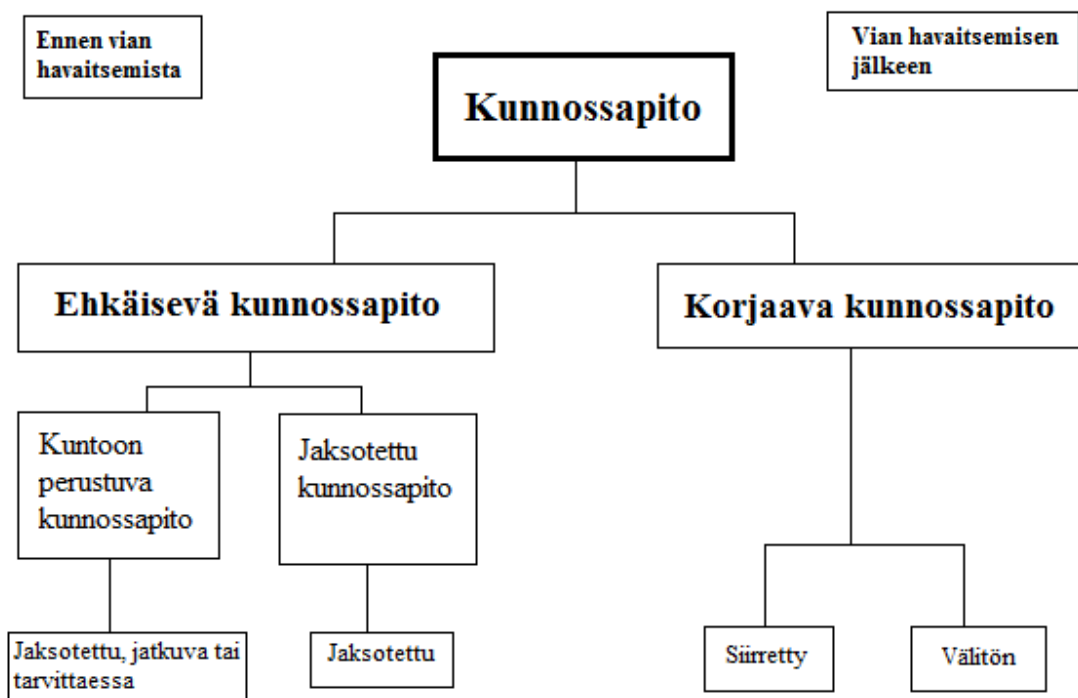 Ennen vian
havaitsemista
Vian havaitsemisen
jälkeen
Kunnossapito
Ehkäisevä kunnossapito
Korjaava kunnossapito
Kuntoon
perustuva
kunnossapito
Jaksotettu
kunnossapito
Jaksotettu, jatkuva tai
tarvittaessa
Jaksotettu
Siirretty
Välitön